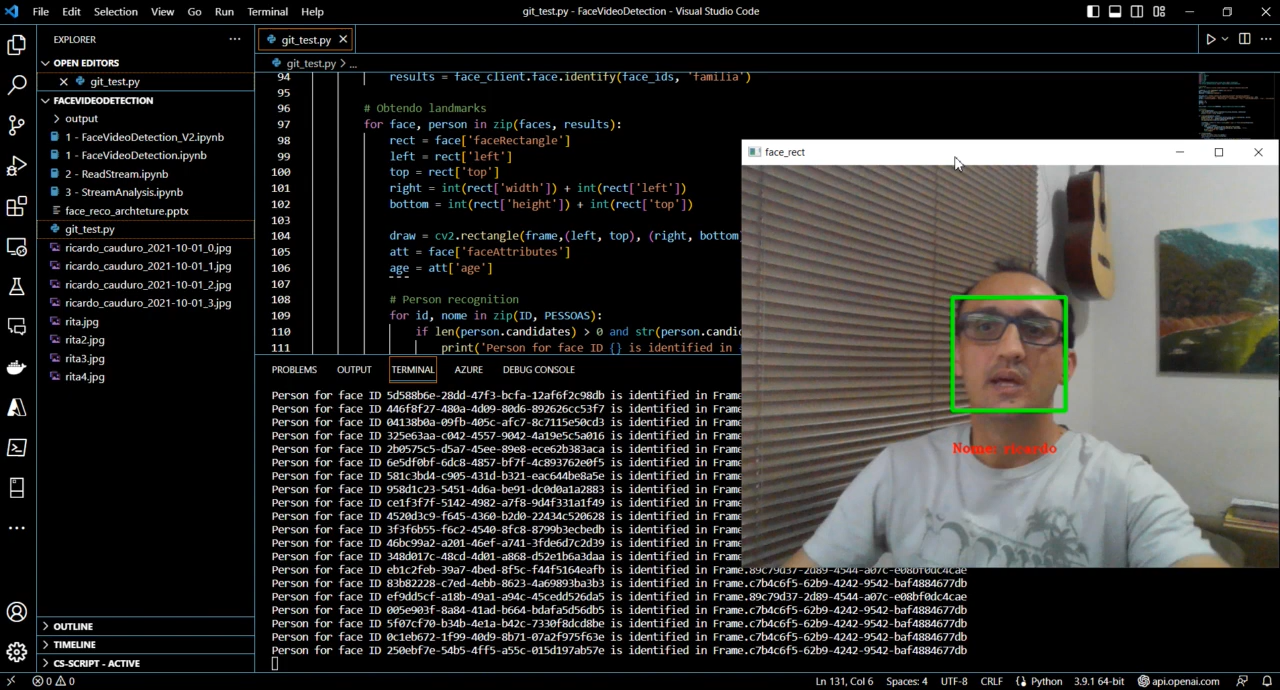 File Edit Selection View Go Run Terminal Help
git_test.py - FaceVideoDetection - Visual Studio Code
EXPLORER
OPEN EDITORS
git_test.py
FACEVIDEODETECTION
output
1 - FaceVideoDetection_V2.ipynb
1 - FaceVideoDetection.ipynb
2 - ReadStream.ipynb
3 - StreamAnalysis.ipynb
face_reco_archteture.pptx
git_test.py
ricardo_cauduro_2021-10-01_0.jpg
ricardo_cauduro_2021-10-01_1.jpg
ricardo_cauduro_2021-10-01_2.jpg
ricardo_cauduro_2021-10-01_3.jpg
rita.jpg
rita2.jpg
rita3.jpg
rita4.jpg
OUTLINE
TIMELINE
CS-SCRIPT - ACTIVE
git_test.py
git_test.py > ...
94 results = face_client.face.identify(face_ids, 'familia')
95
96 # Obtendo landmarks
97 for face, person in zip(faces, results):
98 rect = face['faceRectangle']
99 left = rect['left']
100 top = rect['top']
101 right = int(rect['width']) + int(rect['left'])
102 bottom = int(rect['height']) + int(rect['top'])
103
104 draw = cv2.rectangle(frame,(left, top), (right, bottom)
105 att = face['faceAttributes']
106 age = att['age']
107
108 # Person recognition
109 for id, nome in zip(ID, PESSOAS):
110 if len(person.candidates) > 0 and str(person.candi
111 print('Person for face ID {} is identified in {
face_rect
Nome: ricardo
PROBLEMS OUTPUT TERMINAL AZURE DEBUG CONSOLE
Person for face ID 5d588b6e-28dd-47f3-bcfa-12af6f2c98db is identified in Frame.
Person for face ID 446f8f27-480a-4d09-80d6-892626cc53f7 is identified in Frame.
Person for face ID 04138b0a-09fb-405c-afc7-8c7115e50cd3 is identified in Frame.
Person for face ID 325e63aa-c042-4557-9042-4a19e5c5a016 is identified in Frame.
Person for face ID 2b0575c5-d5a7-45ee-89e8-ece62b383aca is identified in Frame.
Person for face ID 6e5df0bf-6dc8-4857-bf7f-4c893762e0f5 is identified in Frame.
Person for face ID 581c3bd4-c905-431d-b321-eac644be8a5e is identified in Frame.
Person for face ID 958d1c23-5451-4d6a-be91-dc0d0a1a2883 is identified in Frame.
Person for face ID ce1f3f7f-5142-4982-a7f8-9d4f331a1f49 is identified in Frame.
Person for face ID 4520d3c9-f645-4360-b2d0-22434c520628 is identified in Frame.
Person for face ID 3f3f6b55-f6c2-4540-8fc8-8799b3ecbedb is identified in Frame.
Person for face ID 46bc99a2-a201-46ef-a741-3fde6d7c2d39 is identified in Frame.
Person for face ID 348d017c-48cd-4d01-a868-d52e1b6a3daa is identified in Frame.
Person for face ID eb1c2feb-39a7-4bed-8f5c-f44f5164eafb is identified in Frame.89c79d37-2d89-4544-a07c-e08bf0dc4cae
Person for face ID 83b82228-c7ed-4ebb-8623-4a69893ba3b3 is identified in Frame.c7b4c6f5-62b9-4242-9542-baf4884677db
Person for face ID ef9dd5cf-a18b-49a1-a94c-45cedd526da5 is identified in Frame.89c79d37-2d89-4544-a07c-e08bf0dc4cae
Person for face ID 005e903f-8a84-41ad-b664-bdafa5d56db5 is identified in Frame.c7b4c6f5-62b9-4242-9542-baf4884677db
Person for face ID 5f07cf70-b34b-4e1a-b42c-7330f8dcd8be is identified in Frame.c7b4c6f5-62b9-4242-9542-baf4884677db
Person for face ID 0c1eb672-1f99-40d9-8b71-07a2f975f63e is identified in Frame.c7b4c6f5-62b9-4242-9542-baf4884677db
Person for face ID 250ebf7e-54b5-4ff5-a55c-015d197ab57e is identified in Frame.c7b4c6f5-62b9-4242-9542-baf4884677db
0 0 Ln 131, Col 6 Spaces: 4 UTF-8 CRLF Python 3.9.1 64-bit api.openai.com